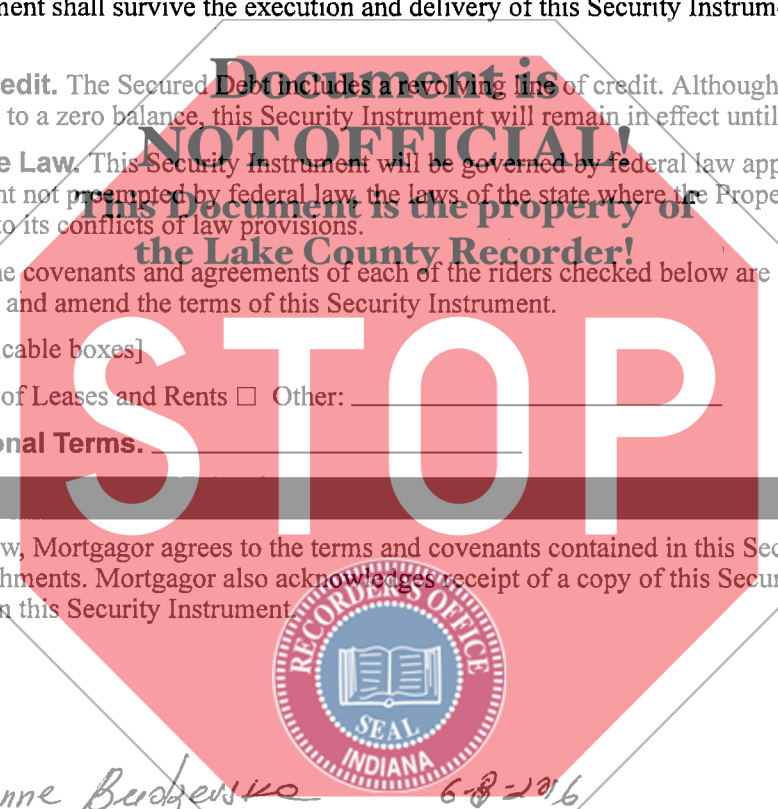 ment shall survive the execution and delivery of this Security Instrume
edit. The Secured Debt includes a revolving line of credit. Although
to a zero balance, this Security Instrument will remain in effect until
e Law. This Security Instrument will be governed by federal law app
nt not preempted by federal law, the laws of the state where the Prope
to its conflicts of law provisions.
ne covenants and agreements of each of the riders checked below are
and amend the terms of this Security Instrument.
cable boxes]
of Leases and Rents ☐ Other:
onal Terms.
w, Mortgagor agrees to the terms and covenants contained in this Sec
hments. Mortgagor also acknowledges receipt of a copy of this Secur
n this Security Instrument.
Document is
NOT OFFICIAL!
This Document is the property of
the Lake County Recorder!
STOP
RECORDER'S OFFICE
SEAL
INDIANA
nne
6-8-2016